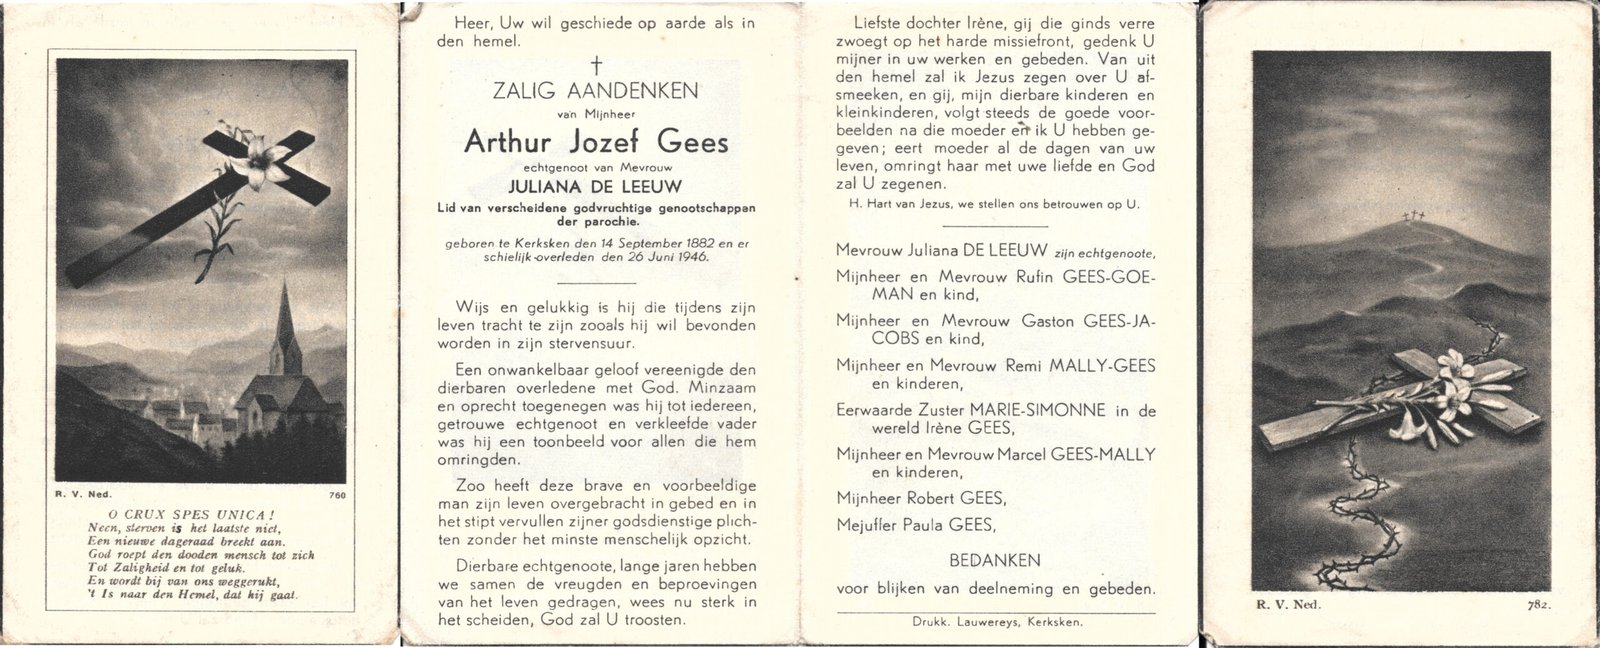 R. V. Ned.
760
O CRUX SPES UNICA!
Neen, sterven is het laatste niet,
Een nieuwe dageraad breekt aan.
God roept den dooden mensch tot zich
Tot Zaligheid en tot geluk.
En wordt bij van ons weggerukt,
't Is naar den Hemel, dat hij gaat.
Heer, Uw wil geschiede op aarde als in
den hemel.
ZALIG AANDENKEN
van Mijnheer
Arthur Jozef Gees
echtgenoot van Mevrouw
JULIANA DE LEEUW
Lid van verscheidene godvruchtige genootschappen
der parochie.
geboren te Kerksken den 14 September 1882 en er
schielijk overleden den 26 Juni 1946.
Wijs en gelukkig is hij die tijdens zijn
leven tracht te zijn zooals hij wil bevonden
worden in zijn stervensuur.
Een onwankelbaar geloof vereenigde den
dierbaren overledene met God. Minzaam
en oprecht toegenegen was hij tot iedereen,
getrouwe echtgenoot en verkleefde vader
was hij een toonbeeld voor allen die hem
omringden.
Zoo heeft deze brave en voorbeeldige
man zijn leven overgebracht in gebed en in
het stipt vervullen zijner godsdienstige plich-
ten zonder het minste menschelijk opzicht.
Dierbare echtgenoote, lange jaren hebben
we samen de vreugden en beproevingen
van het leven gedragen, wees nu sterk in
het scheiden, God zal U troosten.
Liefste dochter Irène, gij die ginds verre
zwoegt op het harde missiefront, gedenk U
mijner in uw werken en gebeden. Van uit
den hemel zal ik Jezus zegen over U af-
smeeken, en gij, mijn dierbare kinderen en
kleinkinderen, volgt steeds de goede voor-
beelden na die moeder en ik U hebben ge-
geven; eert moeder al de dagen van uw
leven, omringt haar met uwe liefde en God
zal U zegenen.
H. Hart van Jezus, we stellen ons betrouwen op U.
Mevrouw Juliana DE LEEUW zijn echtgenote,
Mijnheer en Mevrouw Rufin GEES-GOE-
MAN en kind,
Mijnheer en Mevrouw Gaston GEES-JA-
COBS en kind,
Mijnheer en Mevrouw Remi MALLY-GEES
en kinderen,
Eerwaarde Zuster MARIE-SIMONNE in de
wereld Irène GEES,
Mijnheer en Mevrouw Marcel GEES-MALLY
en kinderen,
Mijnheer Robert GEES,
Mejuffer Paula GEES,
BEDANKEN
voor blijken van deelneming en gebeden.
Drukk. Lauwereys, Kerksken.
R. V. Ned.
782.